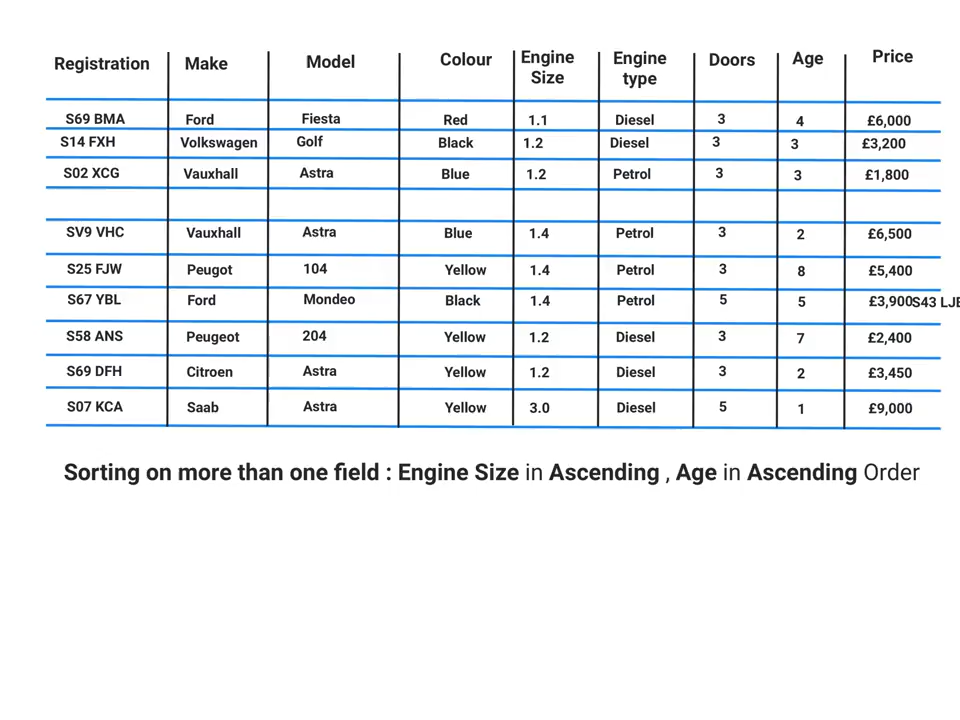 Registration Make Model Colour Engine Size Engine type Doors Age Price
S69 BMA Ford Fiesta Red 1.1 Diesel 3 4 £6,000
S14 FXH Volkswagen Golf Black 1.2 Diesel 3 3 £3,200
S02 XCG Vauxhall Astra Blue 1.2 Petrol 3 3 £1,800
SV9 VHC Vauxhall Astra Blue 1.4 Petrol 3 2 £6,500
S25 FJW Peugot 104 Yellow 1.4 Petrol 3 8 £5,400
S67 YBL Ford Mondeo Black 1.4 Petrol 5 5 £3,900 S43
S58 ANS Peugeot 204 Yellow 1.2 Diesel 3 7 £2,400
S69 DFH Citroen Astra Yellow 1.2 Diesel 3 2 £3,450
S07 KCA Saab Astra Yellow 3.0 Diesel 5 1 £9,000
Sorting on more than one field : Engine Size in Ascending , Age in Ascending Order